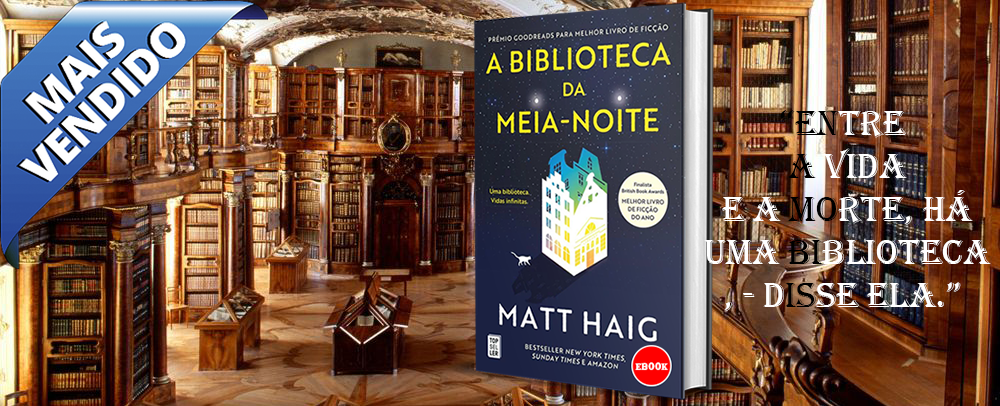 MAIS
VENDIDO
PRÉMIO GOODREADS PARA MELHOR LIVRO DE FICÇÃO
A BIBLIOTECA
DA
MEIA-NOITE
Uma biblioteca.
Vidas infinitas.
Finalista
British Book Awards
MELHOR LIVRO
DE FICÇÃO
DO ANO
MATT HAIG
BESTSELLER NEW YORK TIMES,
SUNDAY TIMES E AMAZON
TOP
SEL
LER
EBOOK
“ENTRE
A VIDA
E A MORTE, HÁ
UMA BIBLIOTECA
, - DISSE ELA.”